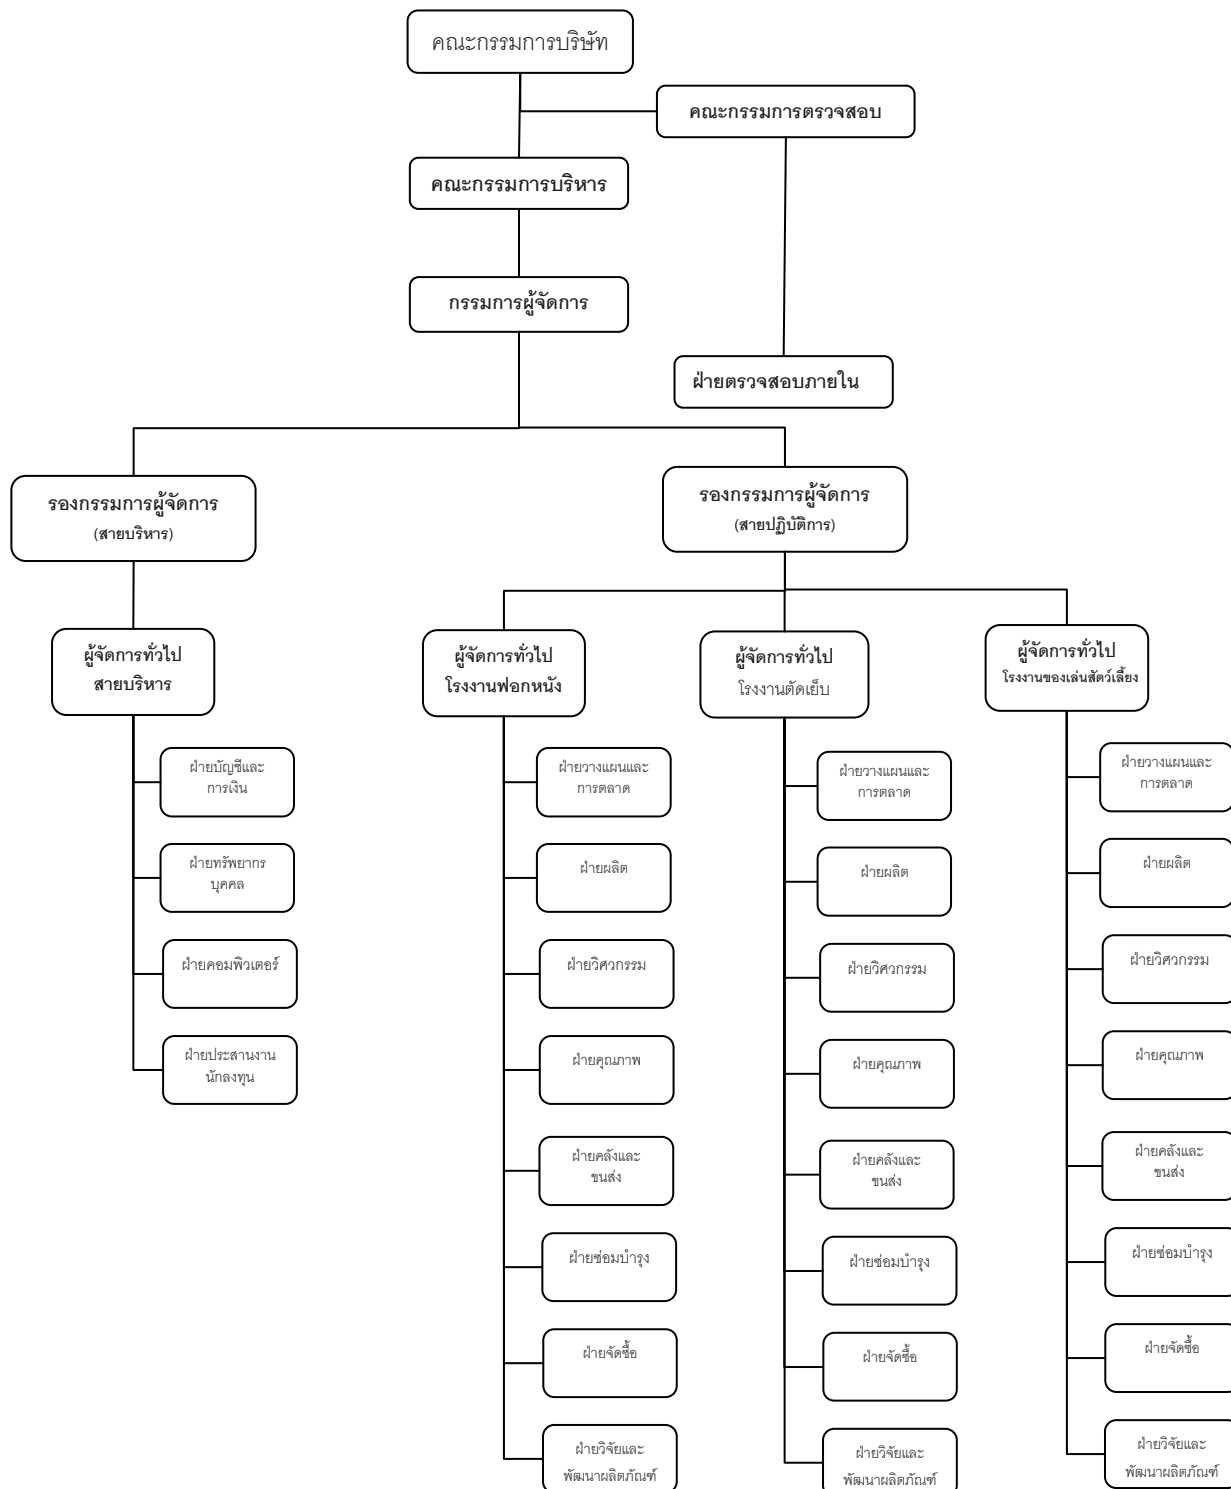 คณะกรรมการบริษัท
คณะกรรมการตรวจสอบ
คณะกรรมการบริหาร
กรรมการผู้จัดการ
ฝ่ายตรวจสอบภายใน
รองกรรมการผู้จัดการ
(สายบริหาร)
รองกรรมการผู้จัดการ
(สายปฏิบัติการ)
ผู้จัดการทั่วไป
สายบริหาร
ผู้จัดการทั่วไป
โรงงานฟอกหนัง
ผู้จัดการทั่วไป
โรงงานตัดเย็บ
ผู้จัดการทั่วไป
โรงงานของเล่นสัตว์เลี้ยง
ฝ่ายบัญชีและ
การเงิน
ฝ่ายทรัพยากร
บุคคล
ฝ่ายคอมพิวเตอร์
ฝ่ายประสานงาน
นักลงทุน
ฝ่ายวางแผนและ
การตลาด
ฝ่ายผลิต
ฝ่ายวิศวกรรม
ฝ่ายคุณภาพ
ฝ่ายคลังและ
ขนส่ง
ฝ่ายซ่อมบำรุง
ฝ่ายจัดซื้อ
ฝ่ายวิจัยและ
พัฒนาผลิตภัณฑ์
ฝ่ายวางแผนและ
การตลาด
ฝ่ายผลิต
ฝ่ายวิศวกรรม
ฝ่ายคุณภาพ
ฝ่ายคลังและ
ขนส่ง
ฝ่ายซ่อมบำรุง
ฝ่ายจัดซื้อ
ฝ่ายวิจัยและ
พัฒนาผลิตภัณฑ์
ฝ่ายวางแผนและ
การตลาด
ฝ่ายผลิต
ฝ่ายวิศวกรรม
ฝ่ายคุณภาพ
ฝ่ายคลังและ
ขนส่ง
ฝ่ายซ่อมบำรุง
ฝ่ายจัดซื้อ
ฝ่ายวิจัยและ
พัฒนาผลิตภัณฑ์